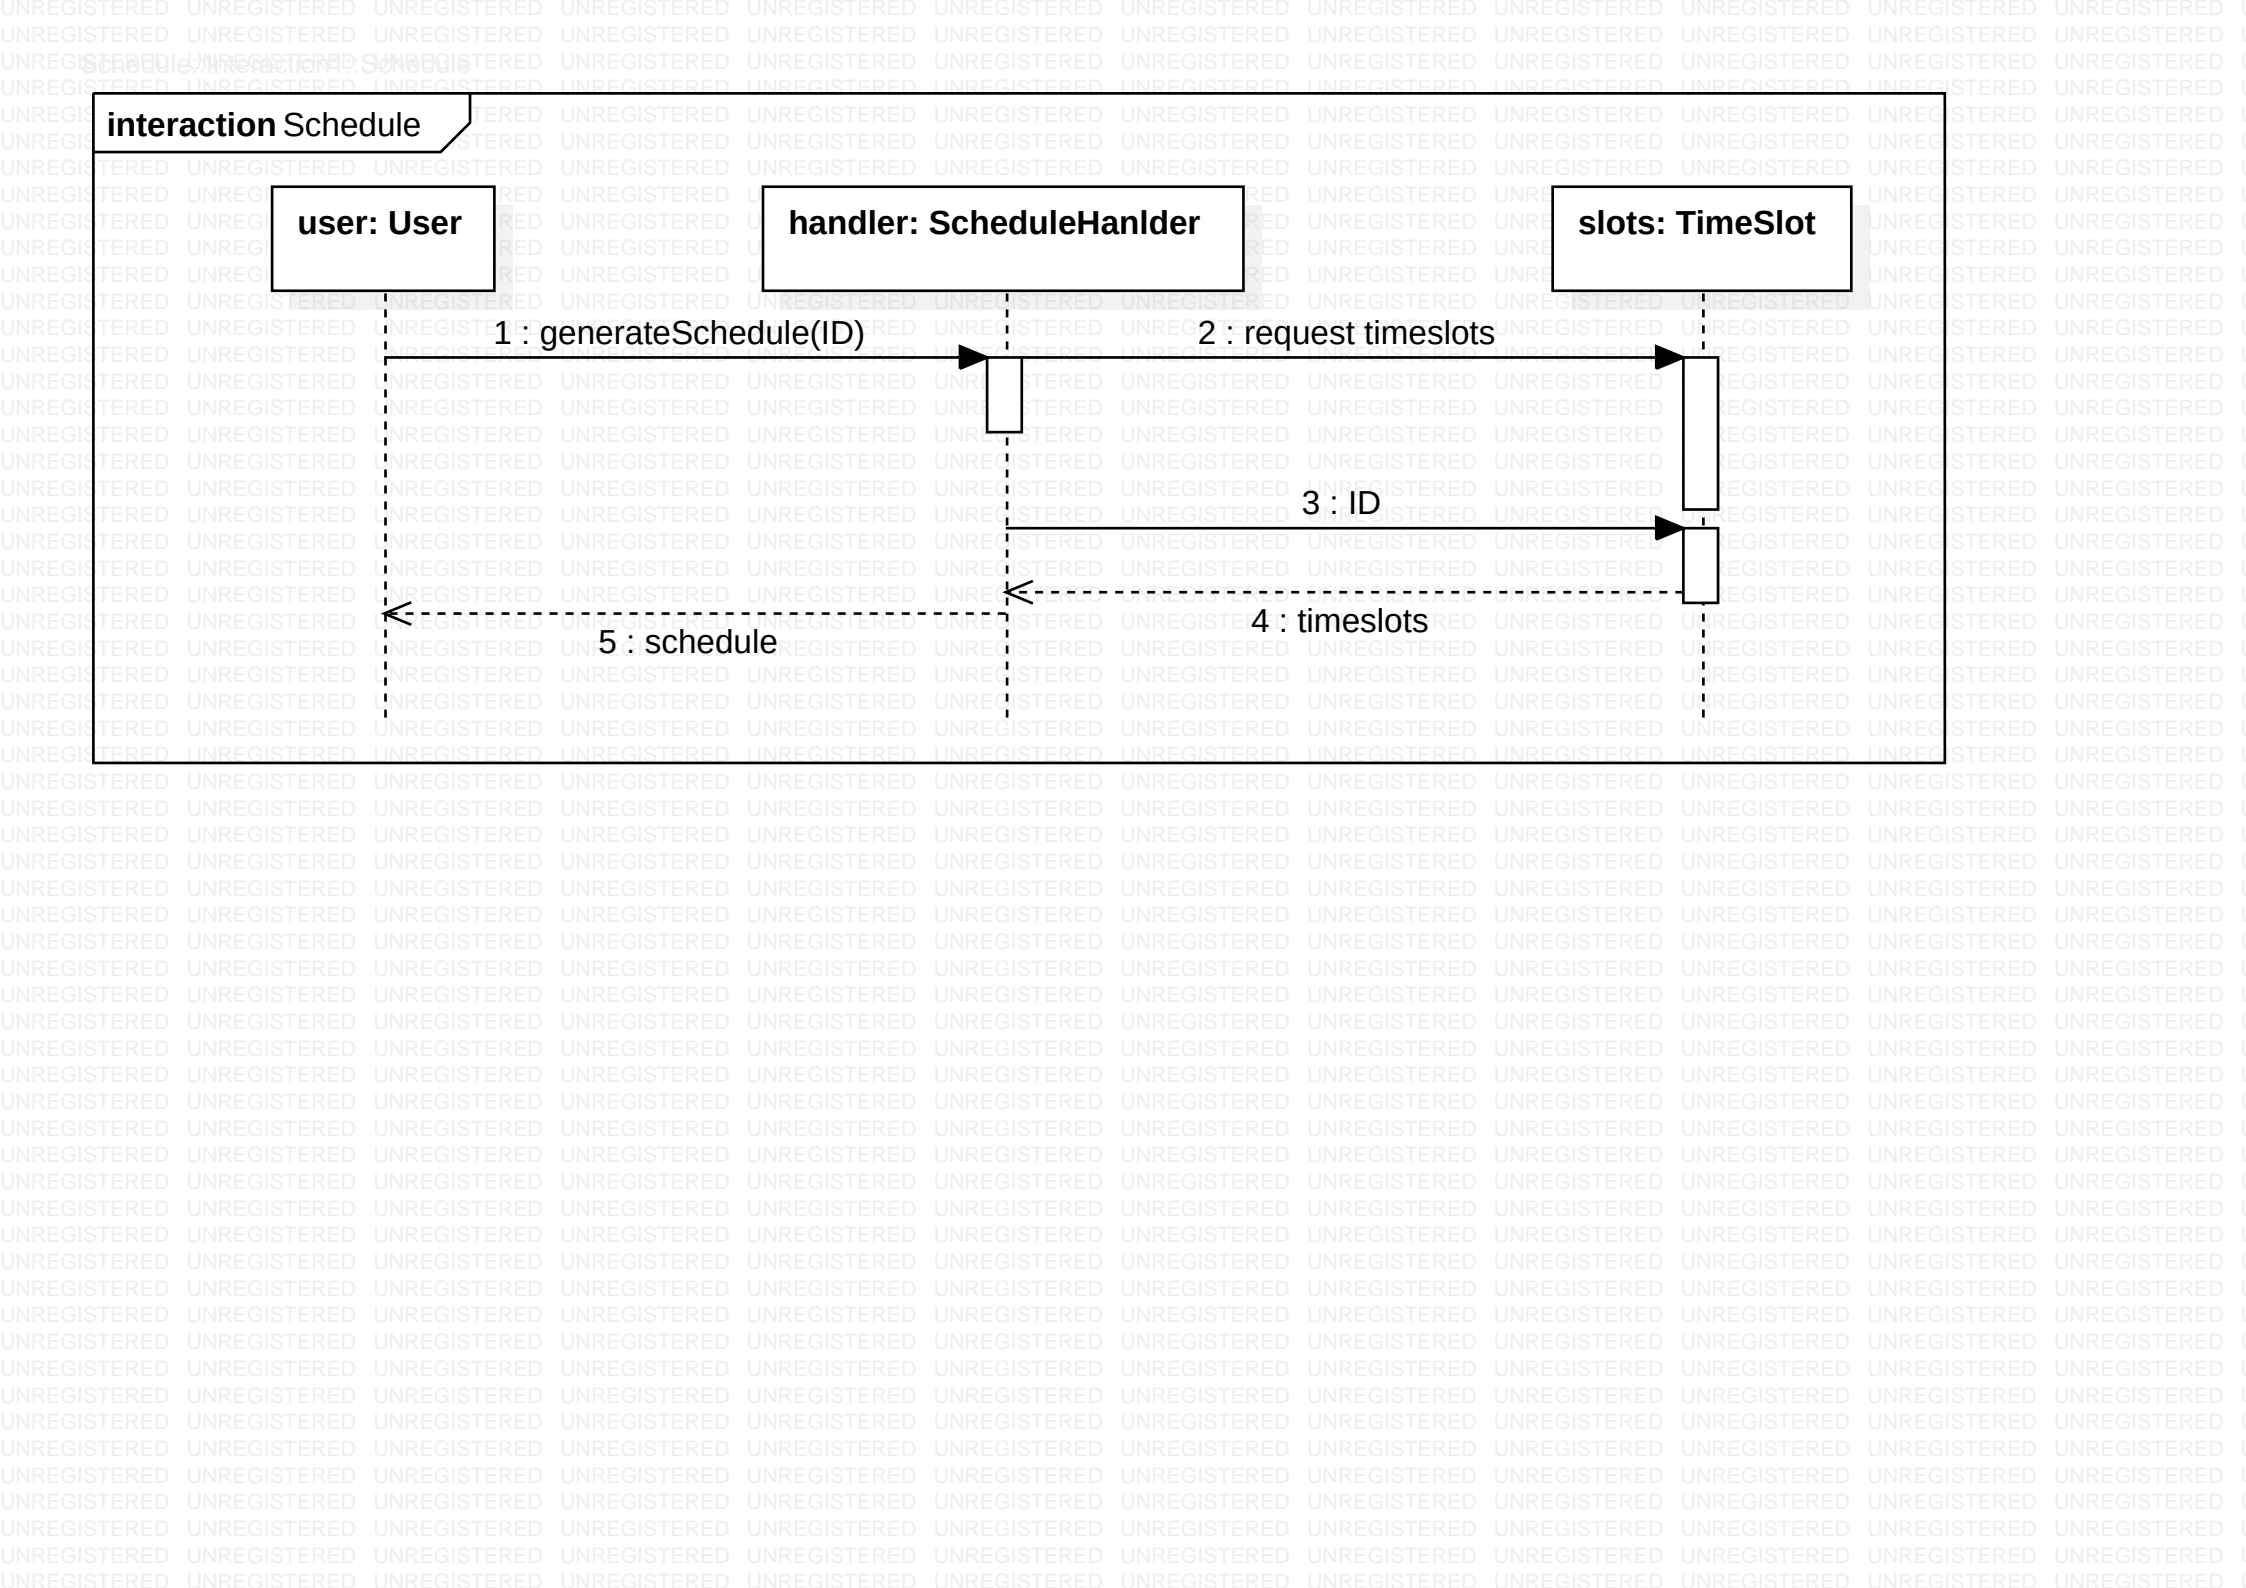 Schedule::Interaction1::Schedule
interaction Schedule
user: User
handler: ScheduleHanlder
slots: TimeSlot
1 : generateSchedule(ID)
2 : request timeslots
3 : ID
4 : timeslots
5 : schedule
UNREGISTERED